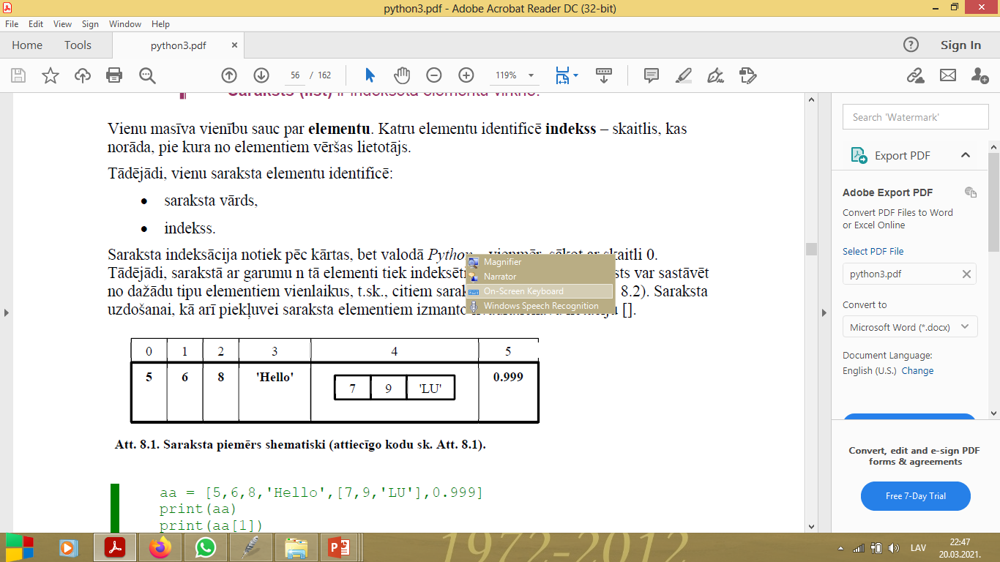 python3.pdf - Adobe Acrobat Reader DC (32-bit)
File Edit View Sign Window Help
Home Tools python3.pdf × ? Sign In
56 / 162 119%
Saraksts (list) ir indeksēta elementu virkne.
Vienu masīva vienību sauc par elementu. Katru elementu identificē indekss – skaitlis, kas
norāda, pie kura no elementiem vēršas lietotājs.
Tādējādi, vienu saraksta elementu identificē:
• saraksta vārds,
• indekss.
Saraksta indeksācija notiek pēc kārtas, bet valodā Python – vienmēr, sākot ar skaitli 0.
Tādējādi, sarakstā ar garumu n tā elementi tiek indeksēti var sastāvēt
no dažādu tipu elementiem vienlaikus, t.sk., citiem 8.2). Saraksta
uzdošanai, kā arī piekļuvei saraksta elementiem izmanto [].
Magnifier
Narrator
On-Screen Keyboard
Windows Speech Recognition
0 1 2 3 4 5
5 6 8 'Hello' 7 9 'LU' 0.999
Att. 8.1. Saraksta piemērs shematiski (attiecīgo kodu sk. Att. 8.1).
aa = [5,6,8,'Hello',[7,9,'LU'],0.999]
print(aa)
print(aa[1])
Search 'Watermark'
Export PDF
Adobe Export PDF
Convert PDF Files to Word
or Excel Online
Select PDF File
python3.pdf
Convert to
Microsoft Word (*.docx)
Document Language:
English (U.S.) Change
Convert, edit and e-sign PDF
forms & agreements
Free 7-Day Trial
1972-2012
LAV
22:47
20.03.2021.